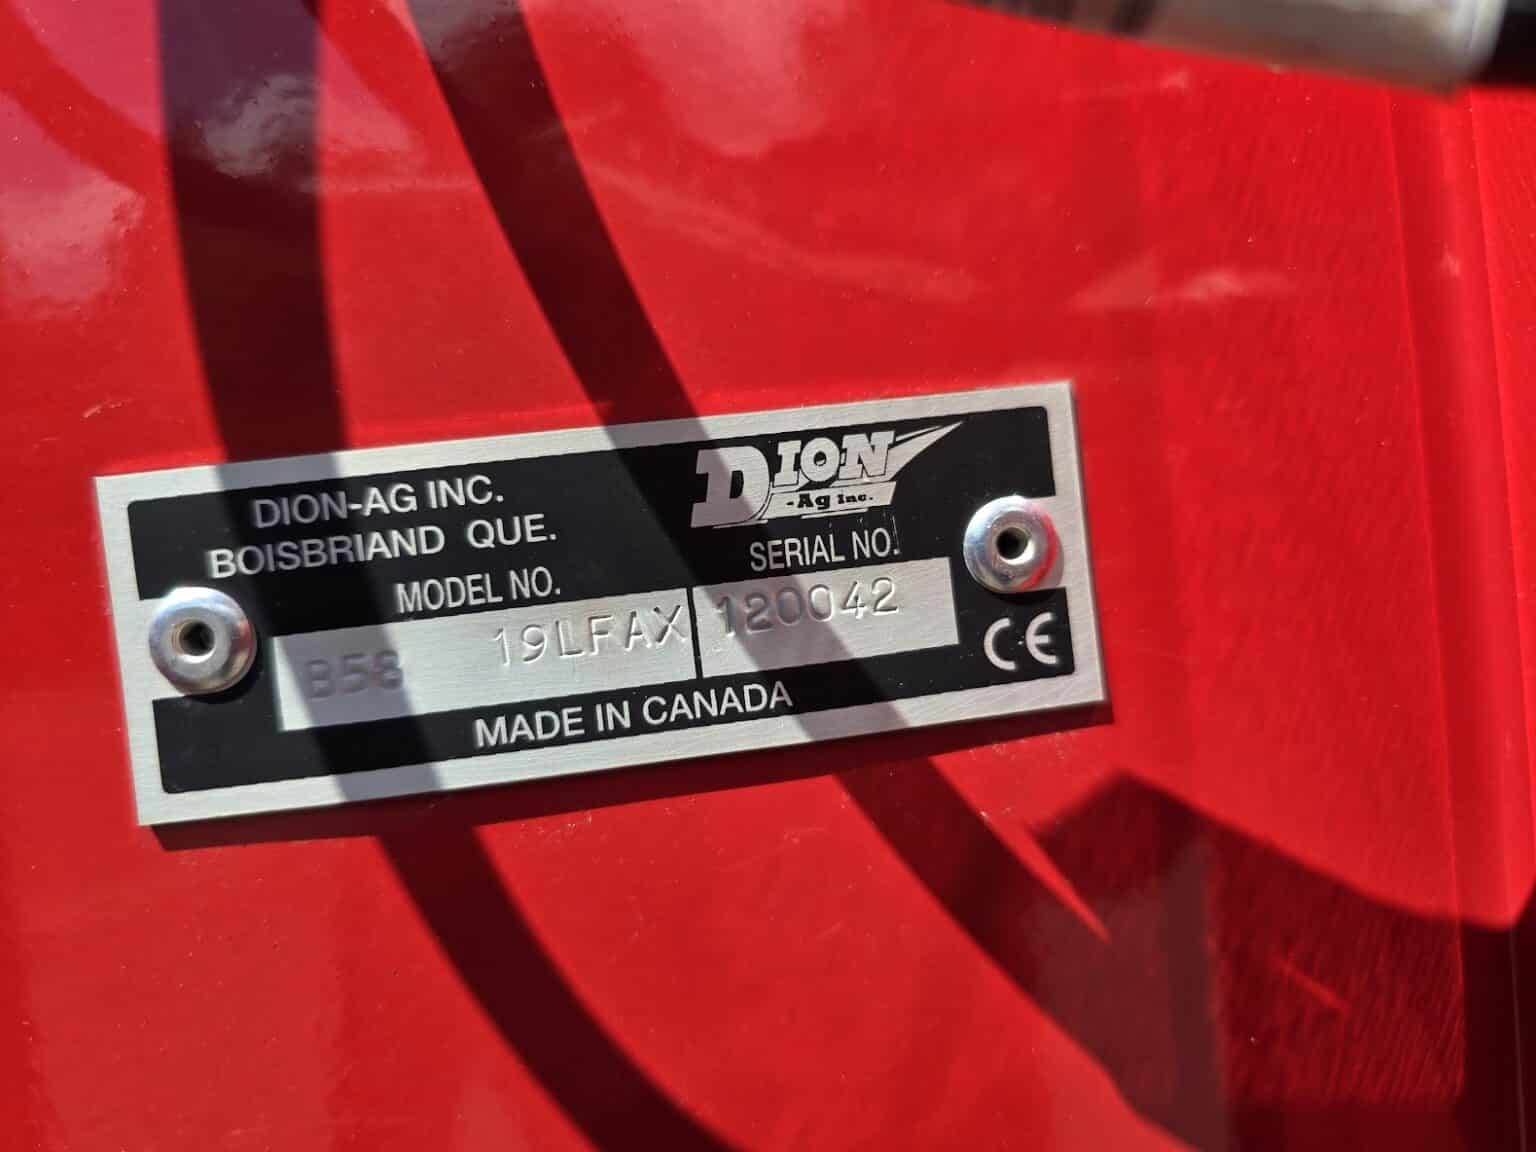 DION-AG INC.
BOISBRIAND QUE.
DION
-Ag Inc.
MODEL NO.
SERIAL NO.
B58 19LFAX
120042
MADE IN CANADA
CE